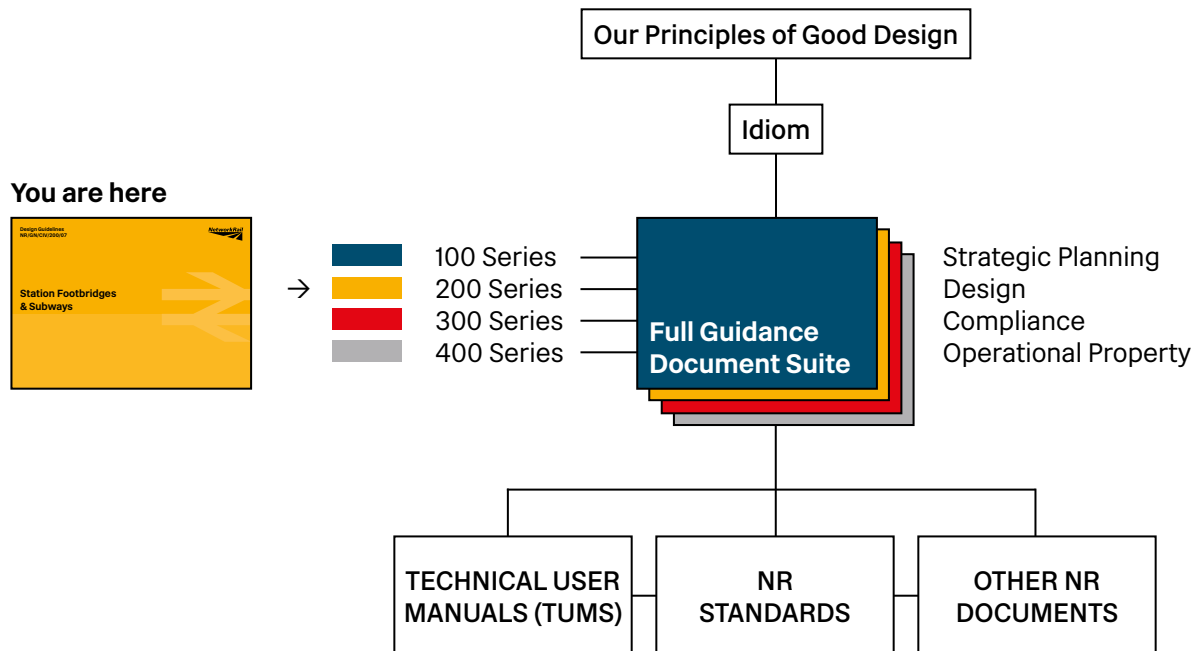 Our Principles of Good Design
Idiom
You are here
Design Guidelines
NR/GN/CIV/200/07
NetworkRail
Station Footbridges
& Subways
→
100 Series
Strategic Planning
200 Series
Design
300 Series
Compliance
400 Series
Operational Property
Full Guidance
Document Suite
TECHNICAL USER
MANUALS (TUMS)
NR
STANDARDS
OTHER NR
DOCUMENTS